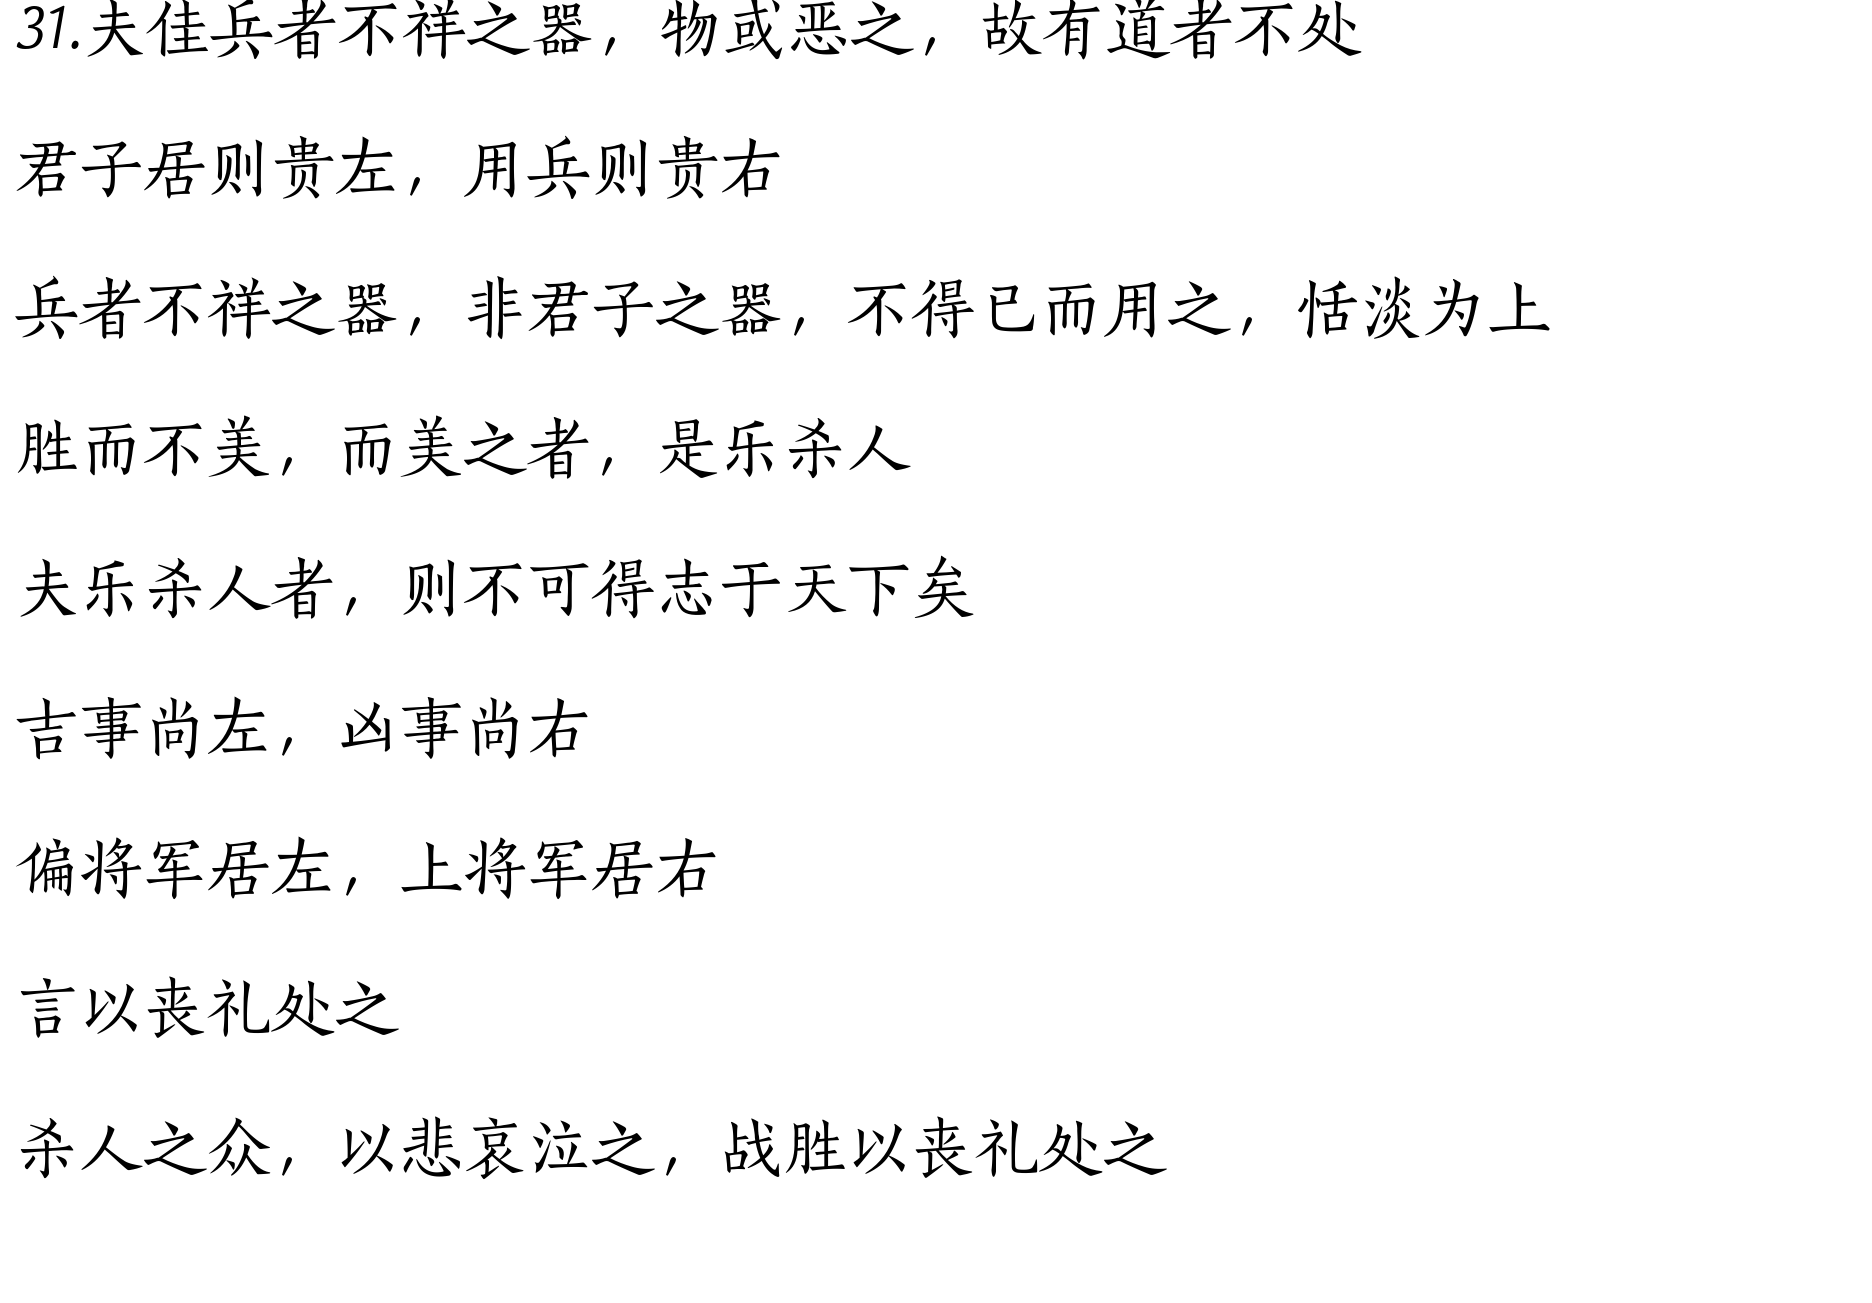 31.夫佳兵者不祥之器，物或恶之，故有道者不处
君子居则贵左，用兵则贵右
兵者不祥之器，非君子之器，不得已而用之，恬淡为上
胜而不美，而美之者，是乐杀人
夫乐杀人者，则不可得志于天下矣
吉事尚左，凶事尚右
偏将军居左，上将军居右
言以丧礼处之
杀人之众，以悲哀泣之，战胜以丧礼处之